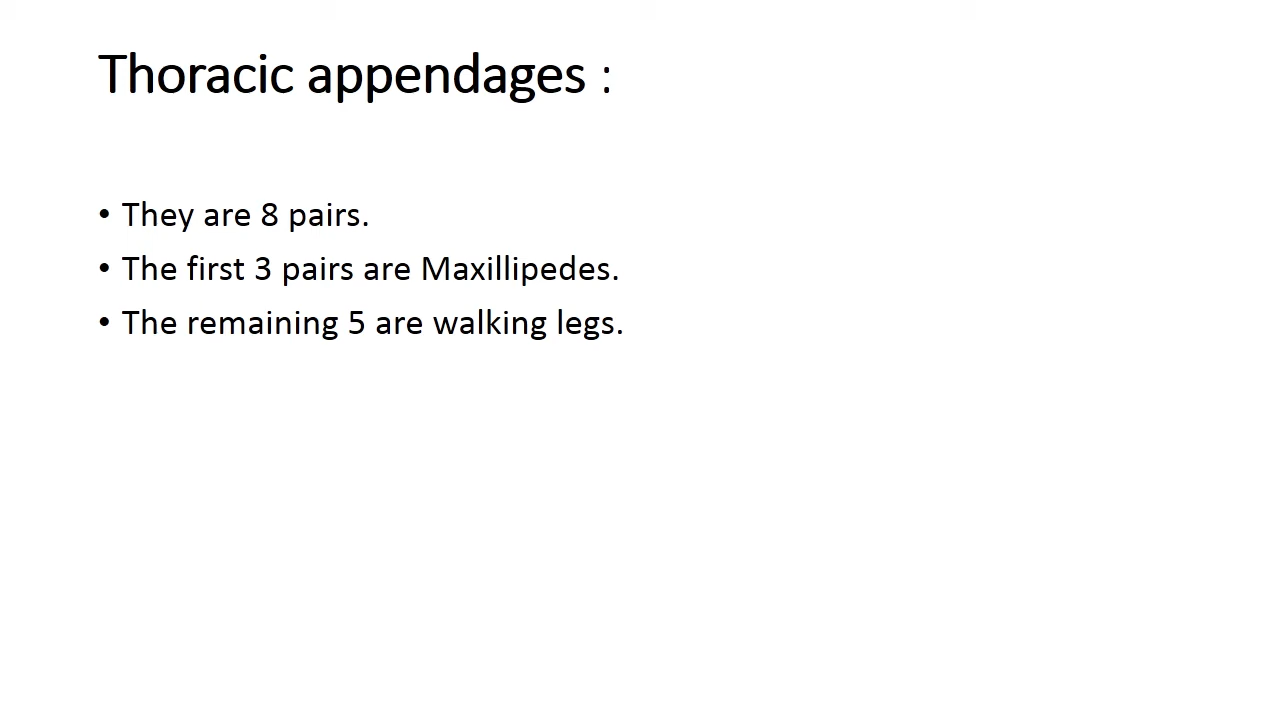 Thoracic appendages :
• They are 8 pairs.
• The first 3 pairs are Maxillipedes.
• The remaining 5 are walking legs.